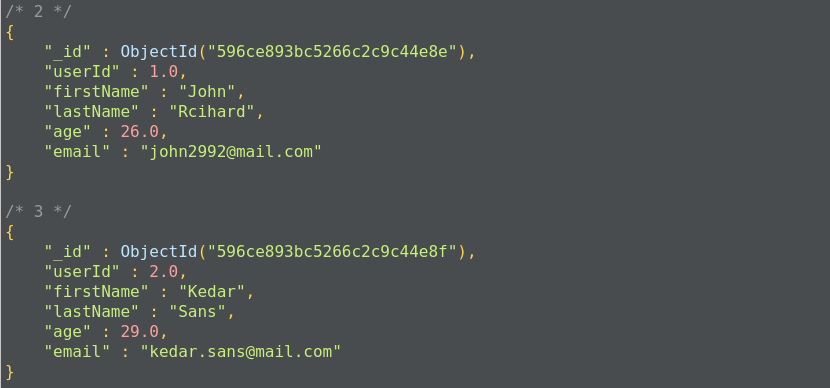 /* 2 */
{
    "_id" : ObjectId("596ce893bc5266c2c9c44e8e"),
    "userId" : 1.0,
    "firstName" : "John",
    "lastName" : "Rcihard",
    "age" : 26.0,
    "email" : "john2992@mail.com"
}

/* 3 */
{
    "_id" : ObjectId("596ce893bc5266c2c9c44e8f"),
    "userId" : 2.0,
    "firstName" : "Kedar",
    "lastName" : "Sans",
    "age" : 29.0,
    "email" : "kedar.sans@mail.com"
}